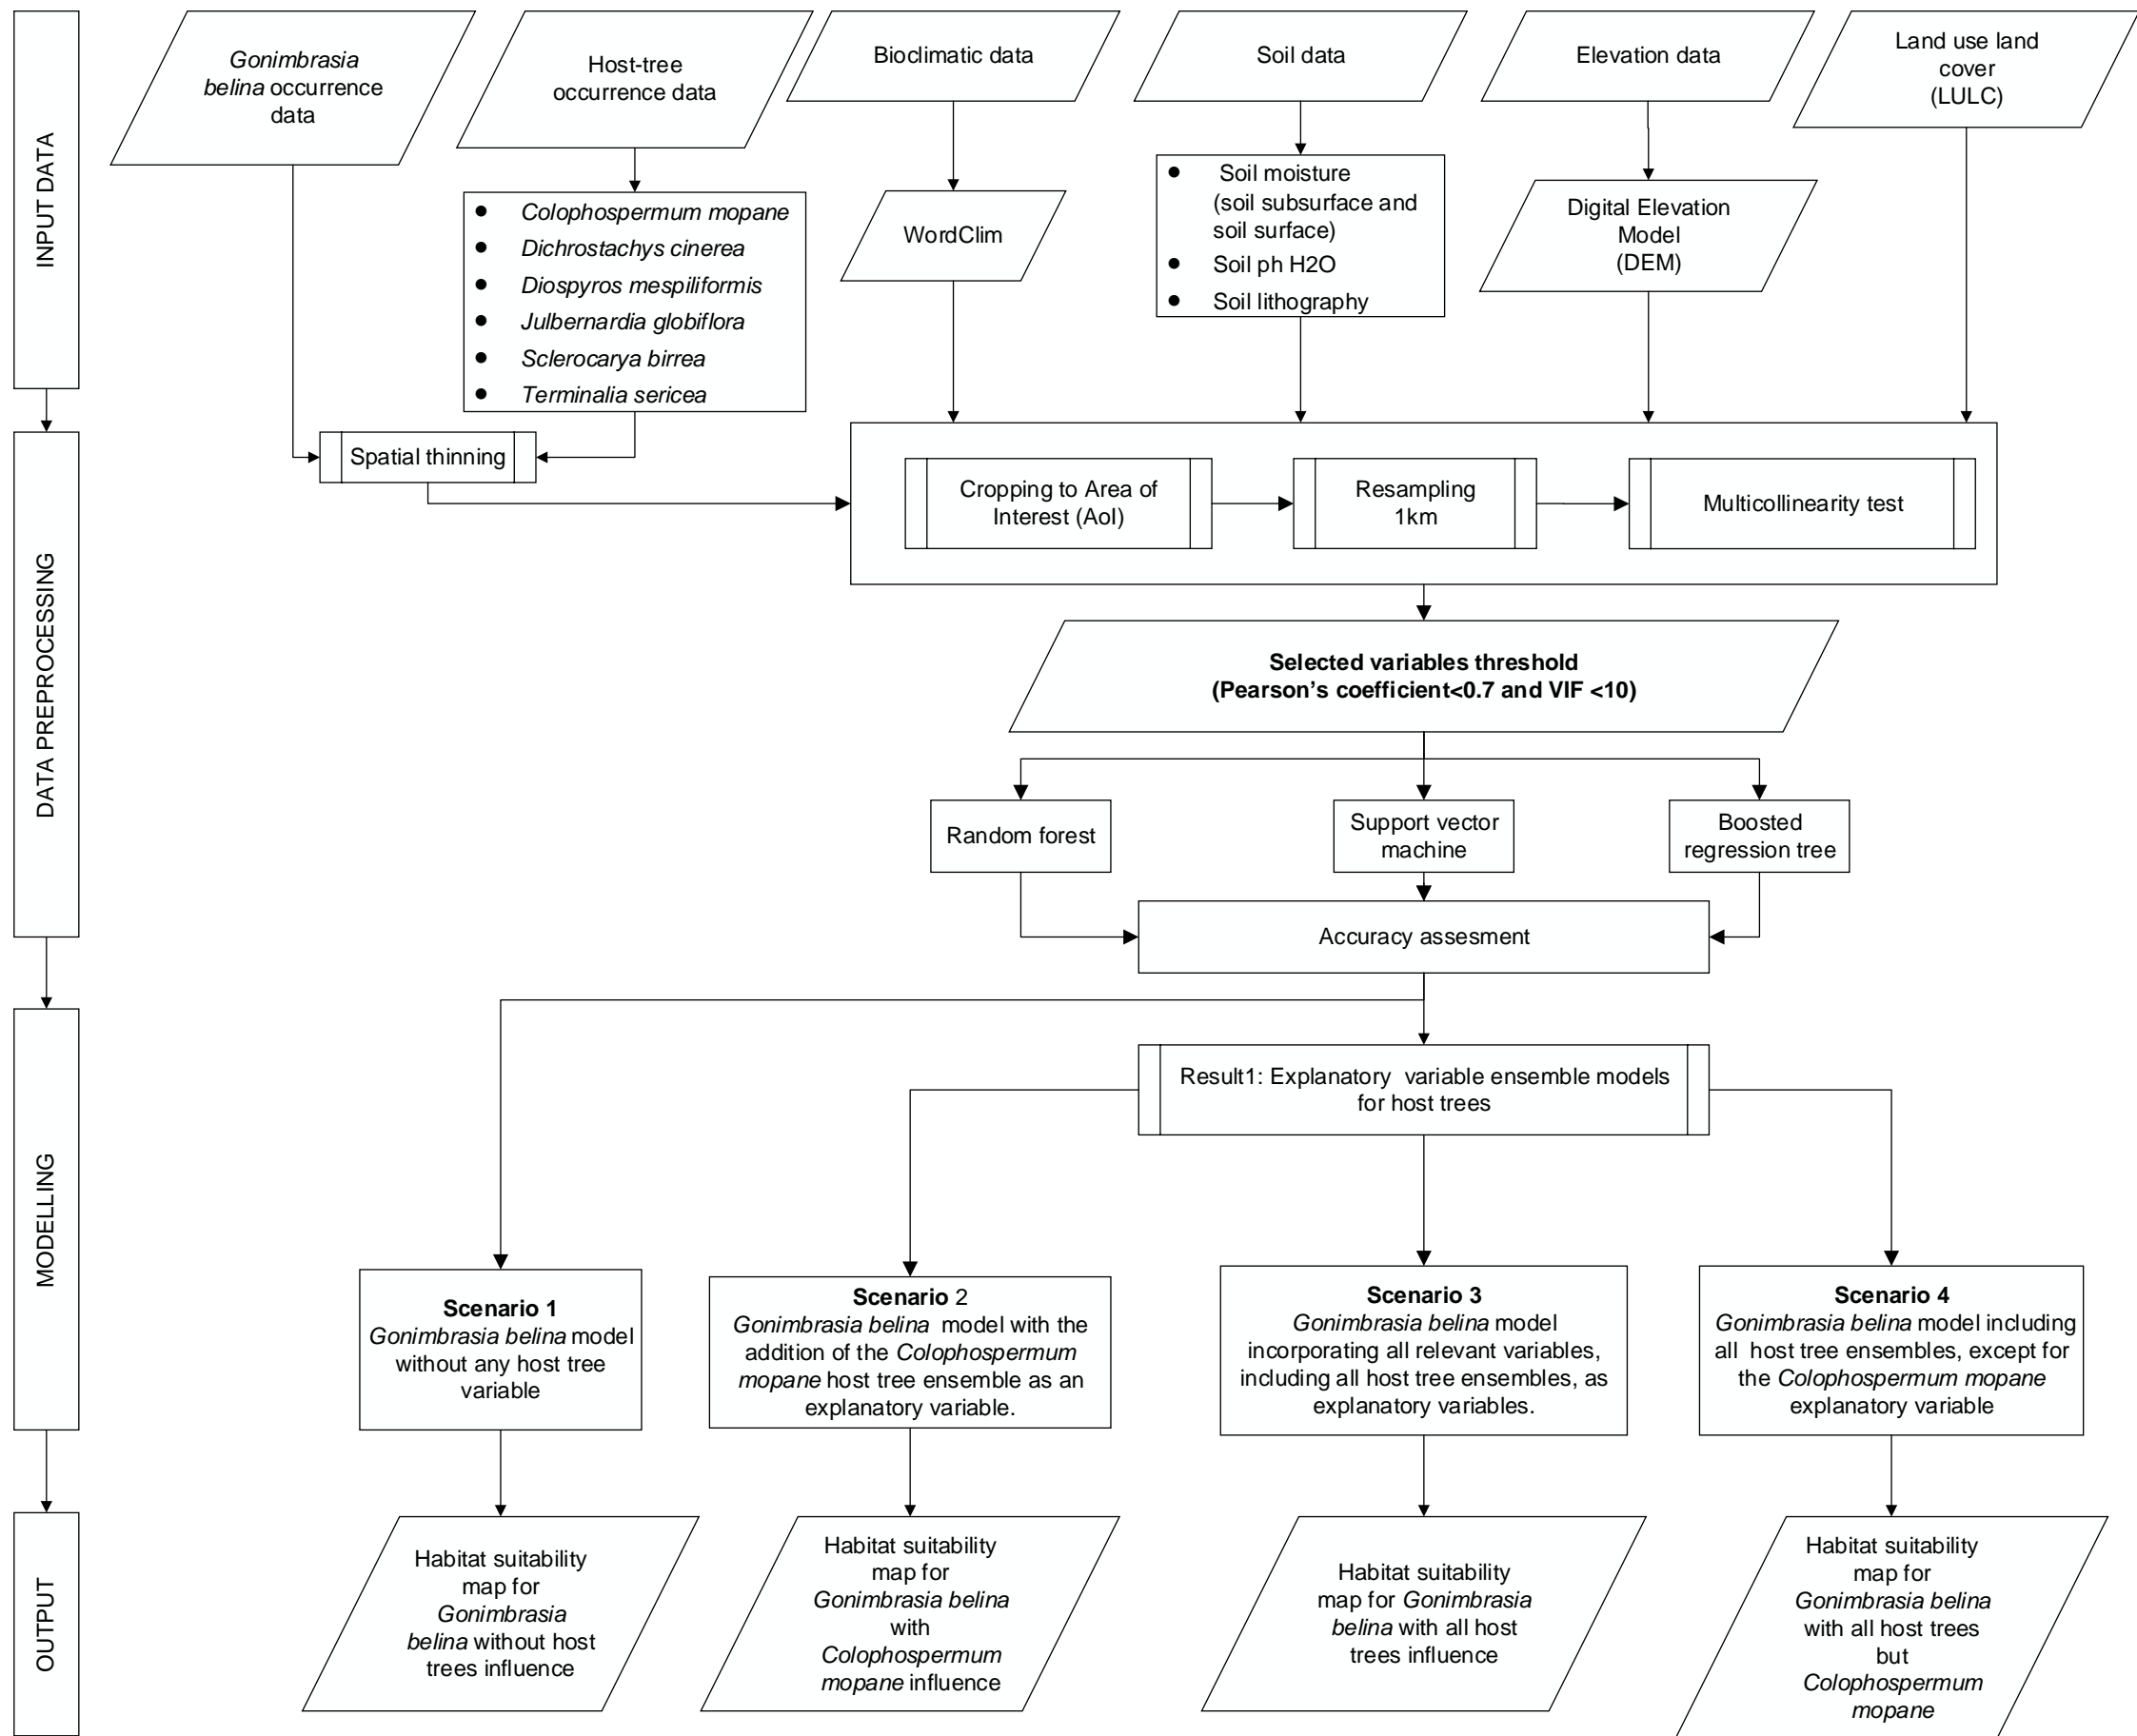 INPUT DATA
DATA PREPROCESSING
MODELLING
OUTPUT
Gonimbrasia
belina occurrence
data
Host-tree
occurrence data
Bioclimatic data
Soil data
Elevation data
Land use land
cover
(LULC)
• Colophospermum mopane
• Dichrostachys cinerea
• Diospyros mespiliformis
• Julbernardia globiflora
• Sclerocarya birrea
• Terminalia sericea
WordClim
• Soil moisture
(soil subsurface and
soil surface)
• Soil ph H2O
• Soil lithography
Digital Elevation
Model
(DEM)
Spatial thinning
Cropping to Area of
Interest (AoI)
Resampling
1km
Multicollinearity test
Selected variables threshold
(Pearson's coefficient<0.7 and VIF <10)
Random forest
Support vector
machine
Boosted
regression tree
Accuracy assesment
Result1: Explanatory variable ensemble models
for host trees
Scenario 1
Gonimbrasia belina model
without any host tree
variable
Scenario 2
Gonimbrasia belina model with the
addition of the Colophospermum
mopane host tree ensemble as an
explanatory variable.
Scenario 3
Gonimbrasia belina model
incorporating all relevant variables,
including all host tree ensembles, as
explanatory variables.
Scenario 4
Gonimbrasia belina model including
all host tree ensembles, except for
the Colophospermum mopane
explanatory variable
Habitat suitability
map for
Gonimbrasia
belina without host
trees influence
Habitat suitability
map for
Gonimbrasia belina
with
Colophospermum
mopane influence
Habitat suitability
map for Gonimbrasia
belina with all host
trees influence
Habitat suitability
map for
Gonimbrasia belina
with all host trees
but
Colophospermum
mopane